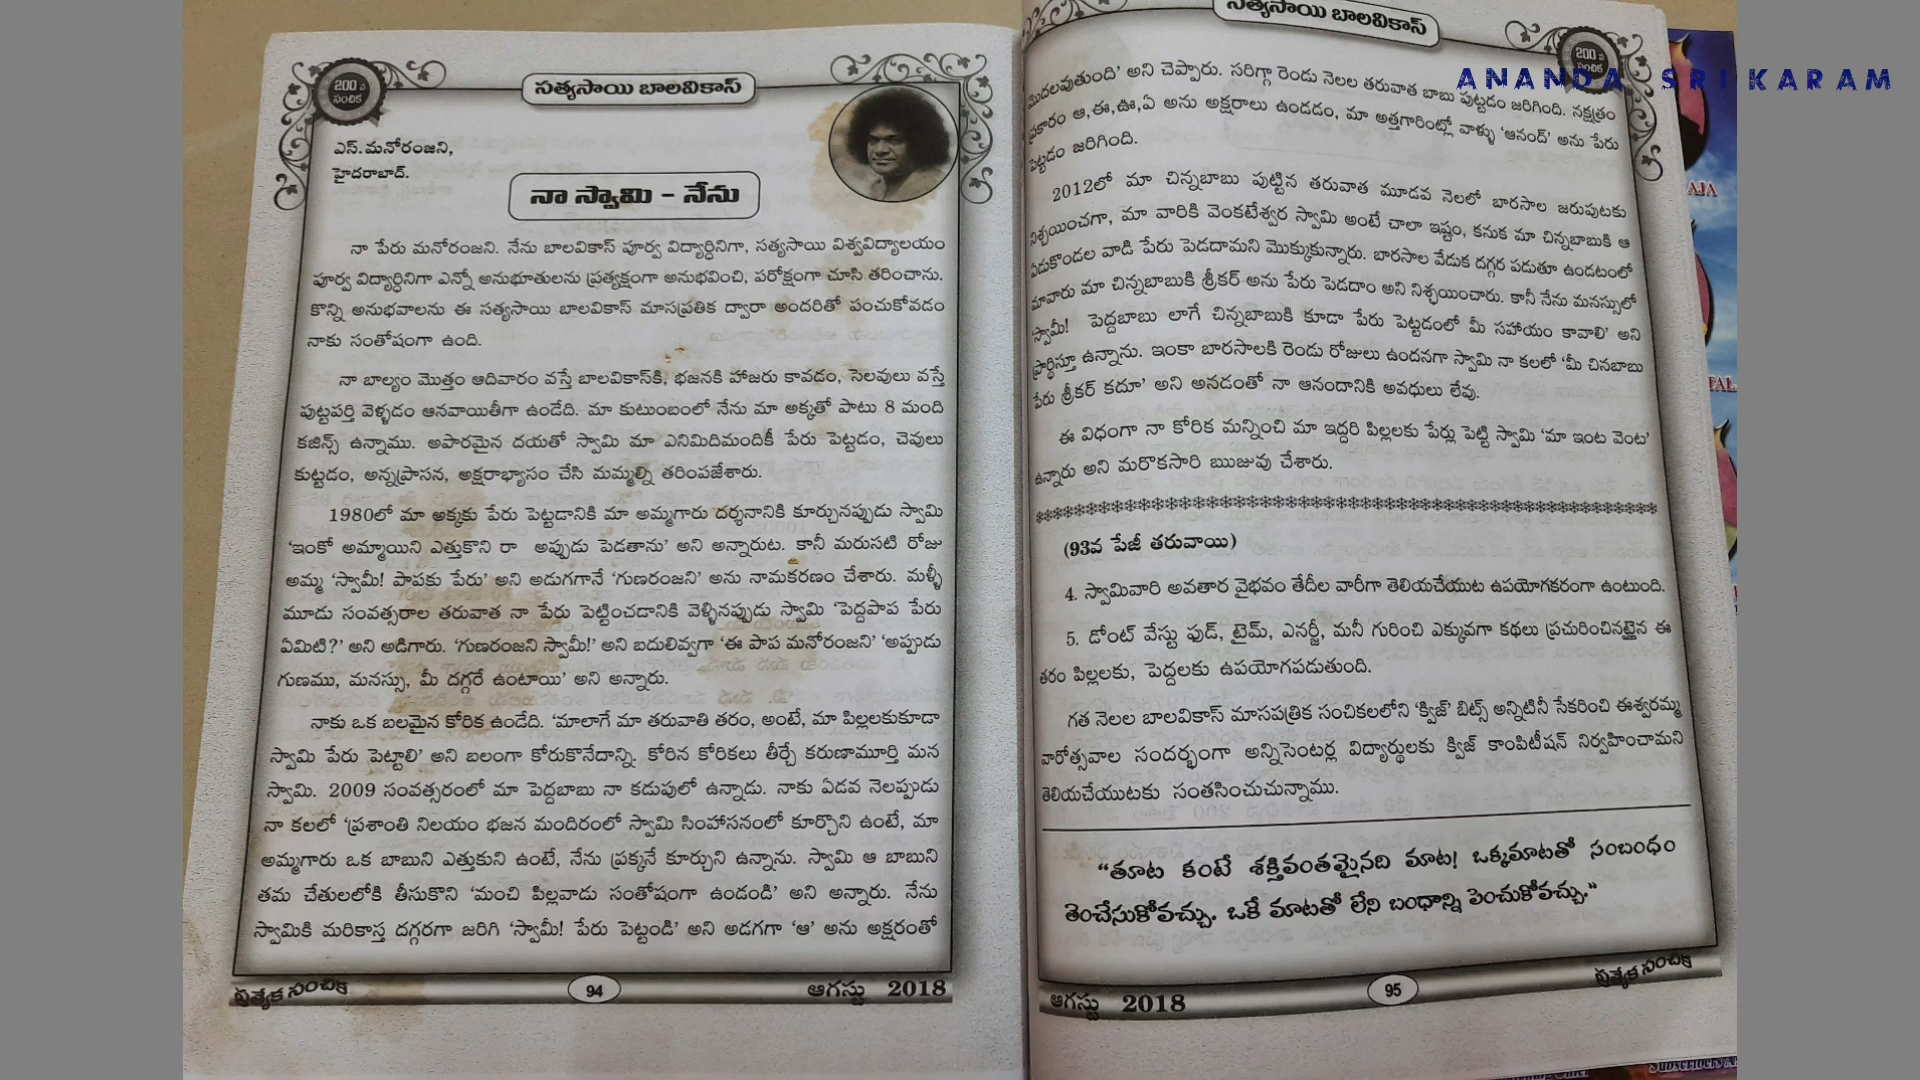 200వ
సంచిక
సత్యసాయి బాలవికాస్
ఎస్.మనోరంజని,
హైదరాబాద్.
నా స్వామి – నేను
నా పేరు మనోరంజని. నేను బాలవికాస్ పూర్వ విద్యార్ధినిగా, సత్యసాయి విశ్వవిద్యాలయం
పూర్వ విద్యార్ధినిగా ఎన్నో అనుభూతులను ప్రత్యక్షంగా అనుభవించి, పరోక్షంగా చూసి తరించాను.
కొన్ని అనుభవాలను ఈ సత్యసాయి బాలవికాస్ మాసప్రతిక ద్వారా అందరితో పంచుకోవడం
నాకు సంతోషంగా ఉంది.
నా బాల్యం మొత్తం ఆదివారం వస్తే బాలవికాస్‌కి, భజనకి హాజరు కావడం, సెలవులు వస్తే
పుట్టపర్తి వెళ్ళడం ఆనవాయితీగా ఉండేది. మా కుటుంబంలో నేను మా అక్కతో పాటు 8 మంది
కజిన్స్ ఉన్నాము. అపారమైన దయతో స్వామి మా ఎనిమిదిమందికీ పేరు పెట్టడం, చెవులు
కుట్టడం, అన్నప్రాసన, అక్షరాభ్యాసం చేసి మమ్మల్ని తరింపజేశారు.
1980లో మా అక్కకు పేరు పెట్టడానికి మా అమ్మగారు దర్శనానికి కూర్చునప్పుడు స్వామి
‘ఇంకో అమ్మాయిని ఎత్తుకొని రా అప్పుడు పెడతాను’ అని అన్నారుట. కానీ మరుసటి రోజు
అమ్మ ‘స్వామీ! పాపకు పేరు’ అని అడుగగానే ‘గుణరంజని’ అను నామకరణం చేశారు. మళ్ళీ
మూడు సంవత్సరాల తరువాత నా పేరు పెట్టించడానికి వెళ్ళినప్పుడు స్వామి ‘పెద్దపాప పేరు
ఏమిటి?’ అని అడిగారు. ‘గుణరంజని స్వామీ!’ అని బదులివ్వగా ‘ఈ పాప మనోరంజని’ ‘అప్పుడు
గుణము, మనస్సు, మీ దగ్గరే ఉంటాయి’ అని అన్నారు.
నాకు ఒక బలమైన కోరిక ఉండేది. ‘మాలాగే మా తరువాతి తరం, అంటే, మా పిల్లలకుకూడా
స్వామి పేరు పెట్టాలి’ అని బలంగా కోరుకొనేదాన్ని. కోరిన కోరికలు తీర్చే కరుణామూర్తి మన
స్వామి. 2009 సంవత్సరంలో మా పెద్దబాబు నా కడుపులో ఉన్నాడు. నాకు ఏడవ నెలప్పుడు
నా కలలో ‘ప్రశాంతి నిలయం భజన మందిరంలో స్వామి సింహాసనంలో కూర్చొని ఉంటే, మా
అమ్మగారు ఒక బాబుని ఎత్తుకుని ఉంటే, నేను ప్రక్కనే కూర్చుని ఉన్నాను. స్వామి ఆ బాబుని
తమ చేతులలోకి తీసుకొని ‘మంచి పిల్లవాడు సంతోషంగా ఉండండి’ అని అన్నారు. నేను
స్వామికి మరికాస్త దగ్గరగా జరిగి ‘స్వామీ! పేరు పెట్టండి’ అని అడగగా ‘ఆ’ అను అక్షరంతో
ప్రత్యేక సంచిక
94
ఆగస్టు 2018
సత్యసాయి బాలవికాస్
200వ
సంచిక
ANANDA SRIKARAM
మొదలవుతుంది’ అని చెప్పారు. సరిగ్గా రెండు నెలల తరువాత బాబు పుట్టడం జరిగింది. నక్షత్రం
ప్రకారం ఆ,ఈ,ఊ,ఏ అను అక్షరాలు ఉండడం, మా అత్తగారింట్లో వాళ్ళు ‘ఆనంద్’ అను పేరు
పెట్టడం జరిగింది.
2012లో మా చిన్నబాబు పుట్టిన తరువాత మూడవ నెలలో బారసాల జరుపుటకు
నిశ్చయించగా, మా వారికి వెంకటేశ్వర స్వామి అంటే చాలా ఇష్టం, కనుక మా చిన్నబాబుకి ఆ
ఏడుకొండల వాడి పేరు పెడదామని మొక్కుకున్నారు. బారసాల వేడుక దగ్గర పడుతూ ఉండటంలో
మావారు మా చిన్నబాబుకి శ్రీకర్ అను పేరు పెడదాం అని నిశ్చయించారు. కానీ నేను మనస్సులో
‘స్వామీ! పెద్దబాబు లాగే చిన్నబాబుకి కూడా పేరు పెట్టడంలో మీ సహాయం కావాలి’ అని
ప్రార్థిస్తూ ఉన్నాను. ఇంకా బారసాలకి రెండు రోజులు ఉందనగా స్వామి నా కలలో ‘మీ చినబాబు
పేరు శ్రీకర్ కదూ’ అని అనడంతో నా ఆనందానికి అవధులు లేవు.
ఈ విధంగా నా కోరిక మన్నించి మా ఇద్దరి పిల్లలకు పేర్లు పెట్టి స్వామి ‘మా ఇంట వెంట’
ఉన్నారు అని మరొకసారి ఋజువు చేశారు.
(93వ పేజీ తరువాయి)
4. స్వామివారి అవతార వైభవం తేదీల వారీగా తెలియచేయుట ఉపయోగకరంగా ఉంటుంది.
5. డోంట్ వేస్టు ఫుడ్, టైమ్, ఎనర్జీ, మనీ గురించి ఎక్కువగా కథలు ప్రచురించినట్లైన ఈ
తరం పిల్లలకు, పెద్దలకు ఉపయోగపడుతుంది.
గత నెలల బాలవికాస్ మాసపత్రిక సంచికలలోని ‘క్విజ్’ బిట్స్ అన్నిటినీ సేకరించి ఈశ్వరమ్మ
వారోత్సవాల సందర్భంగా అన్నిసెంటర్ల విద్యార్థులకు క్విజ్ కాంపిటీషన్ నిర్వహించామని
తెలియచేయుటకు సంతసించుచున్నాము.
“తూట కంటే శక్తివంతమైనది మాట! ఒక్కమాటతో సంబంధం
తెంచేసుకోవచ్చు. ఒకే మాటతో లేని బంధాన్ని పెంచుకోవచ్చు.”
ఆగస్టు 2018
95
ప్రత్యేక సంచిక